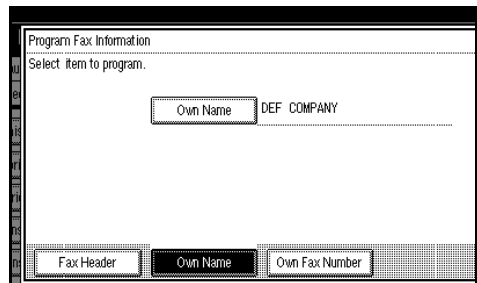 Program Fax Information
Select item to program.
Own Name DEF COMPANY
Fax Header Own Name Own Fax Number